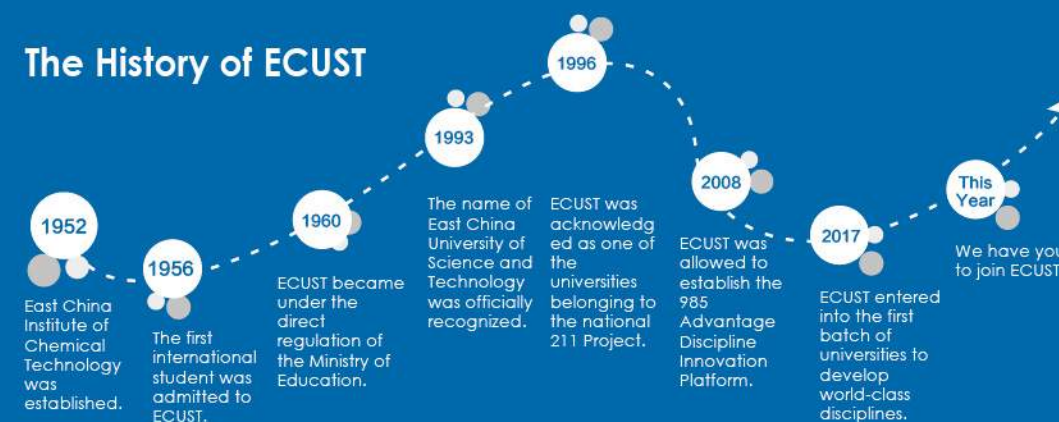 The History of ECUST
1952
East China
Institute of
Chemical
Technology
was
established.
1956
The first
international
student was
admitted to
ECUST.
1960
ECUST became
under the
direct
regulation of
the Ministry of
Education.
1993
The name of
East China
University of
Science and
Technology
was officially
recognized.
1996
ECUST was
acknowledg
ed as one of
the
universities
belonging to
the national
211 Project.
2008
ECUST was
allowed to
establish the
985
Advantage
Discipline
Innovation
Platform.
2017
ECUST entered
into the first
batch of
universities to
develop
world-class
disciplines.
This
Year
We have you
to join ECUST